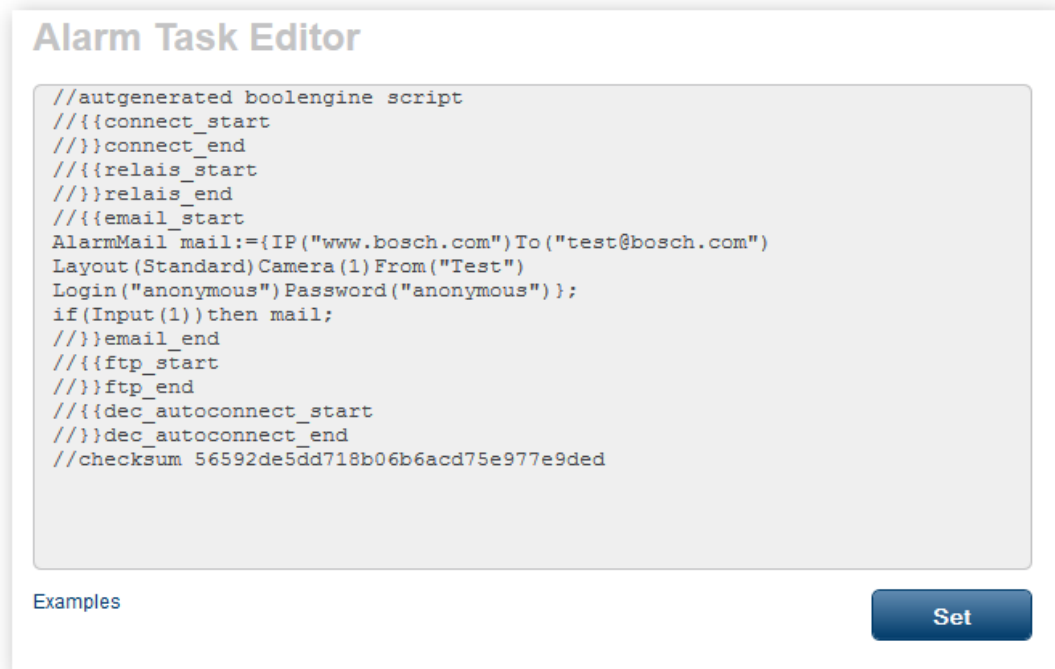 Alarm Task Editor
//autgenerated boolengine script
//{{connect_start
//}}connect_end
//{{relais_start
//}}relais_end
//{{email_start
AlarmMail mail:={IP("www.bosch.com")To("test@bosch.com")
Layout(Standard)Camera(1)From("Test")
Login("anonymous")Password("anonymous")};
if(Input(1))then mail;
//}}email_end
//{{ftp_start
//}}ftp_end
//{{dec_autoconnect_start
//}}dec_autoconnect_end
//checksum 56592de5dd718b06b6acd75e977e9ded
Examples
Set